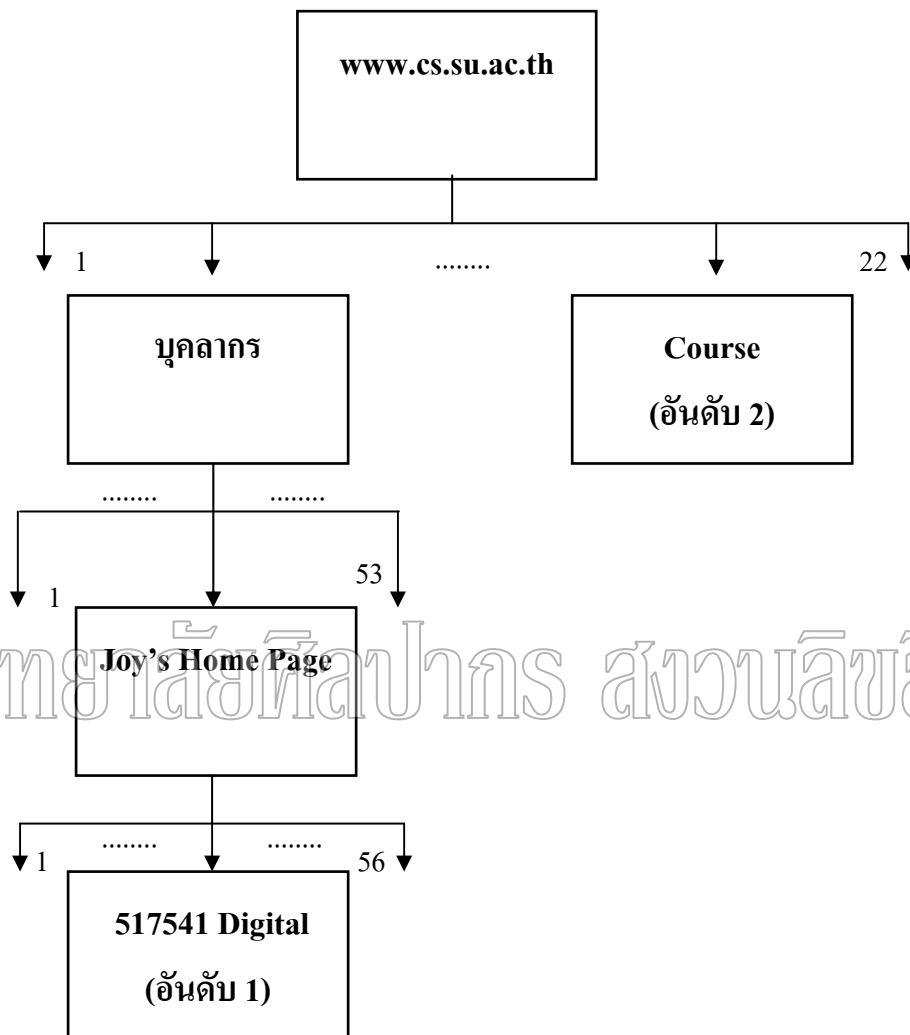 www.cs.su.ac.th
1 ........ 22
บุคลากร
Course
(อันดับ 2)
........ ........
1 53
Joy's Home Page
........ ........
1 56
517541 Digital
(อันดับ 1)